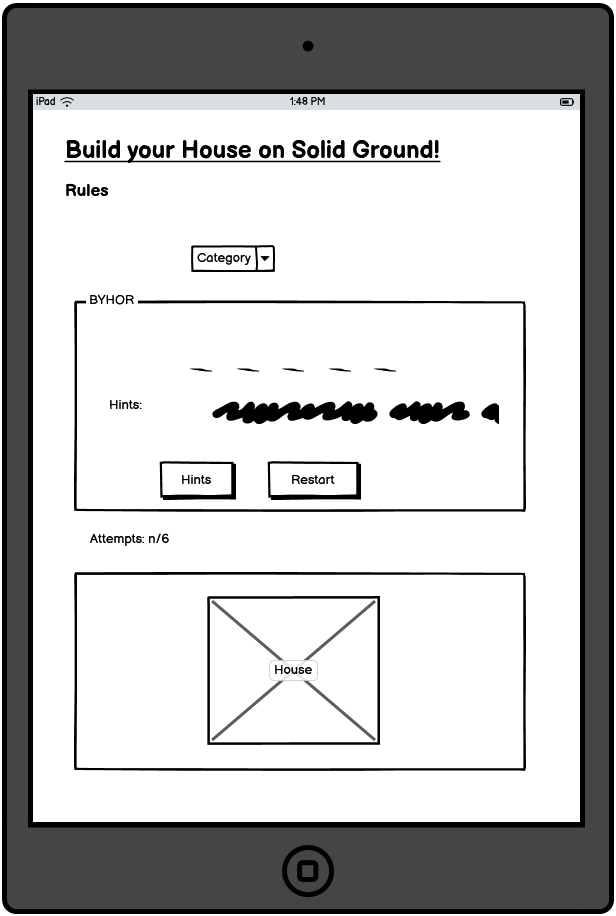 iPad 1:48 PM
Build your House on Solid Ground!
Rules
Category
BYHOR
Hints:
Hints Restart
Attempts: n/6
House